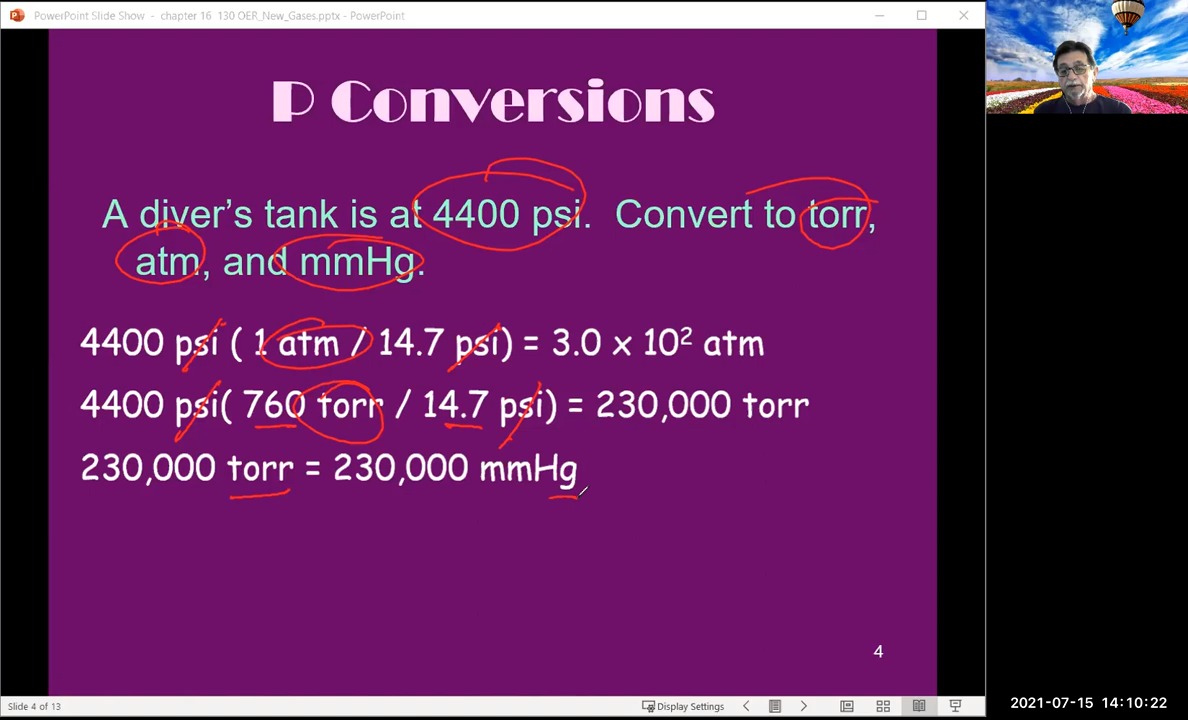 PowerPoint Slide Show - chapter 16 130 OER_New_Gases.pptx - PowerPoint
P Conversions
A diver's tank is at 4400 psi. Convert to torr,
atm, and mmHg.
4400 psi ( 1 atm / 14.7 psi) = 3.0 x 10² atm
4400 psi( 760 torr / 14.7 psi) = 230,000 torr
230,000 torr = 230,000 mmHg
4
Slide 4 of 13
Display Settings
2021-07-15 14:10:22